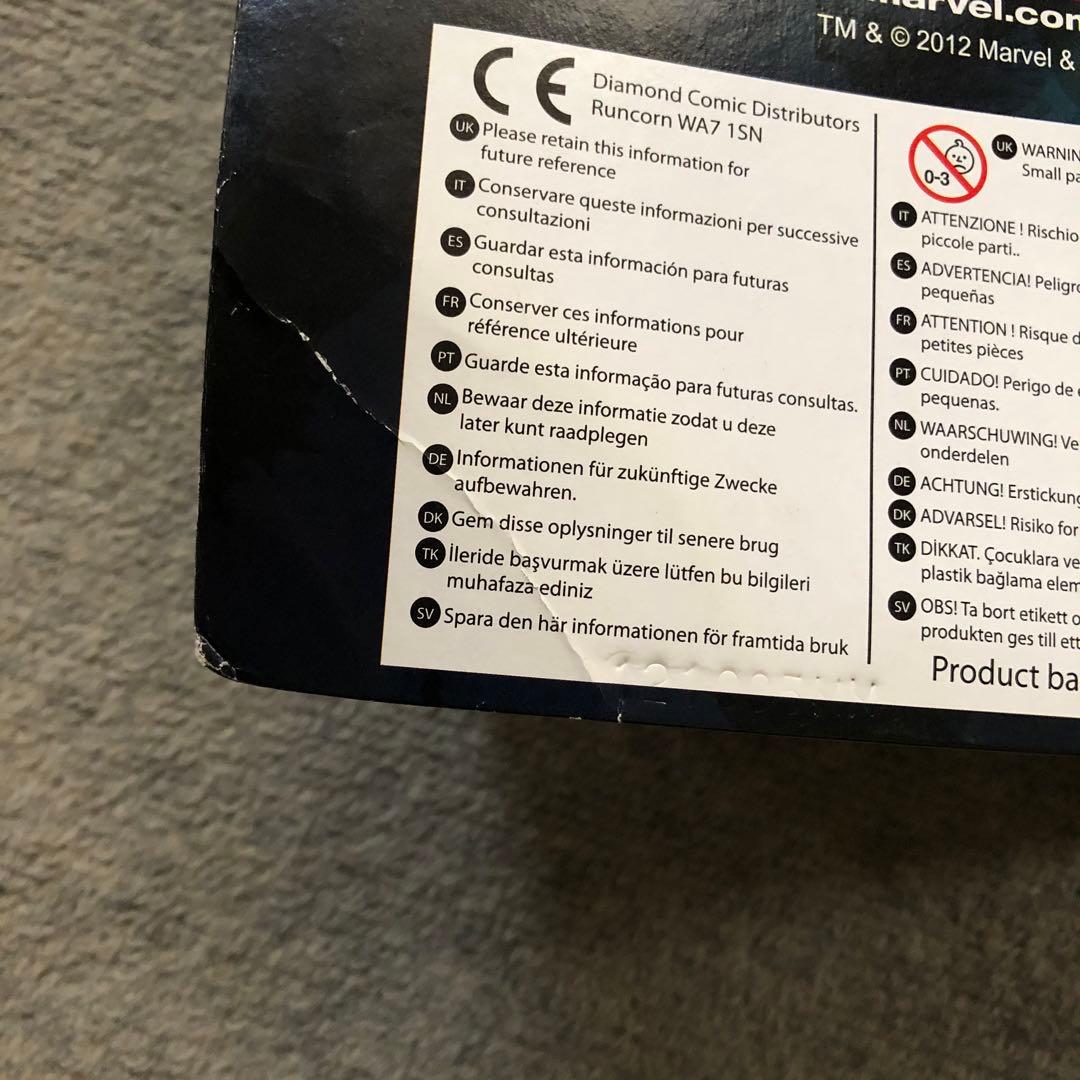 TM & © 2012 Marvel &
CE
Diamond Comic Distributors
Runcorn WA7 1SN
UK Please retain this information for
future reference
IT Conservare queste informazioni per successive
consultazioni
ES Guardar esta información para futuras
consultas
FR Conserver ces informations pour
référence ultérieure
PT Guarde esta informação para futuras consultas.
NL Bewaar deze informatie zodat u deze
later kunt raadplegen
DE Informationen für zukünftige Zwecke
aufbewahren.
DK Gem disse oplysninger til senere brug
TK İleride başvurmak üzere lütfen bu bilgileri
muhafaza ediniz
SV Spara den här informationen för framtida bruk
0-3
UK WARNIN
Small pa
IT ATTENZIONE ! Rischio
piccole parti..
ES ADVERTENCIA! Peligro
pequeñas
FR ATTENTION ! Risque d
petites pièces
PT CUIDADO! Perigo de
pequenas.
NL WAARSCHUWING! Ve
onderdelen
DE ACHTUNG! Erstickung
DK ADVARSEL! Risiko for
TK DİKKAT. Çocuklara ve
plastik bağlama elem
SV OBS! Ta bort etikett o
produkten ges till ett
Product ba